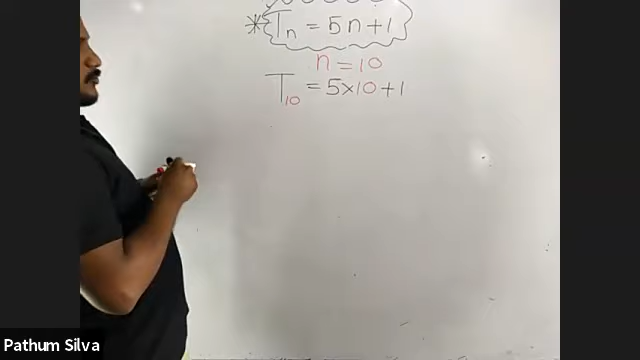 * Tn = 5n+1
n = 10
T10 = 5×10+1
Pathum Silva